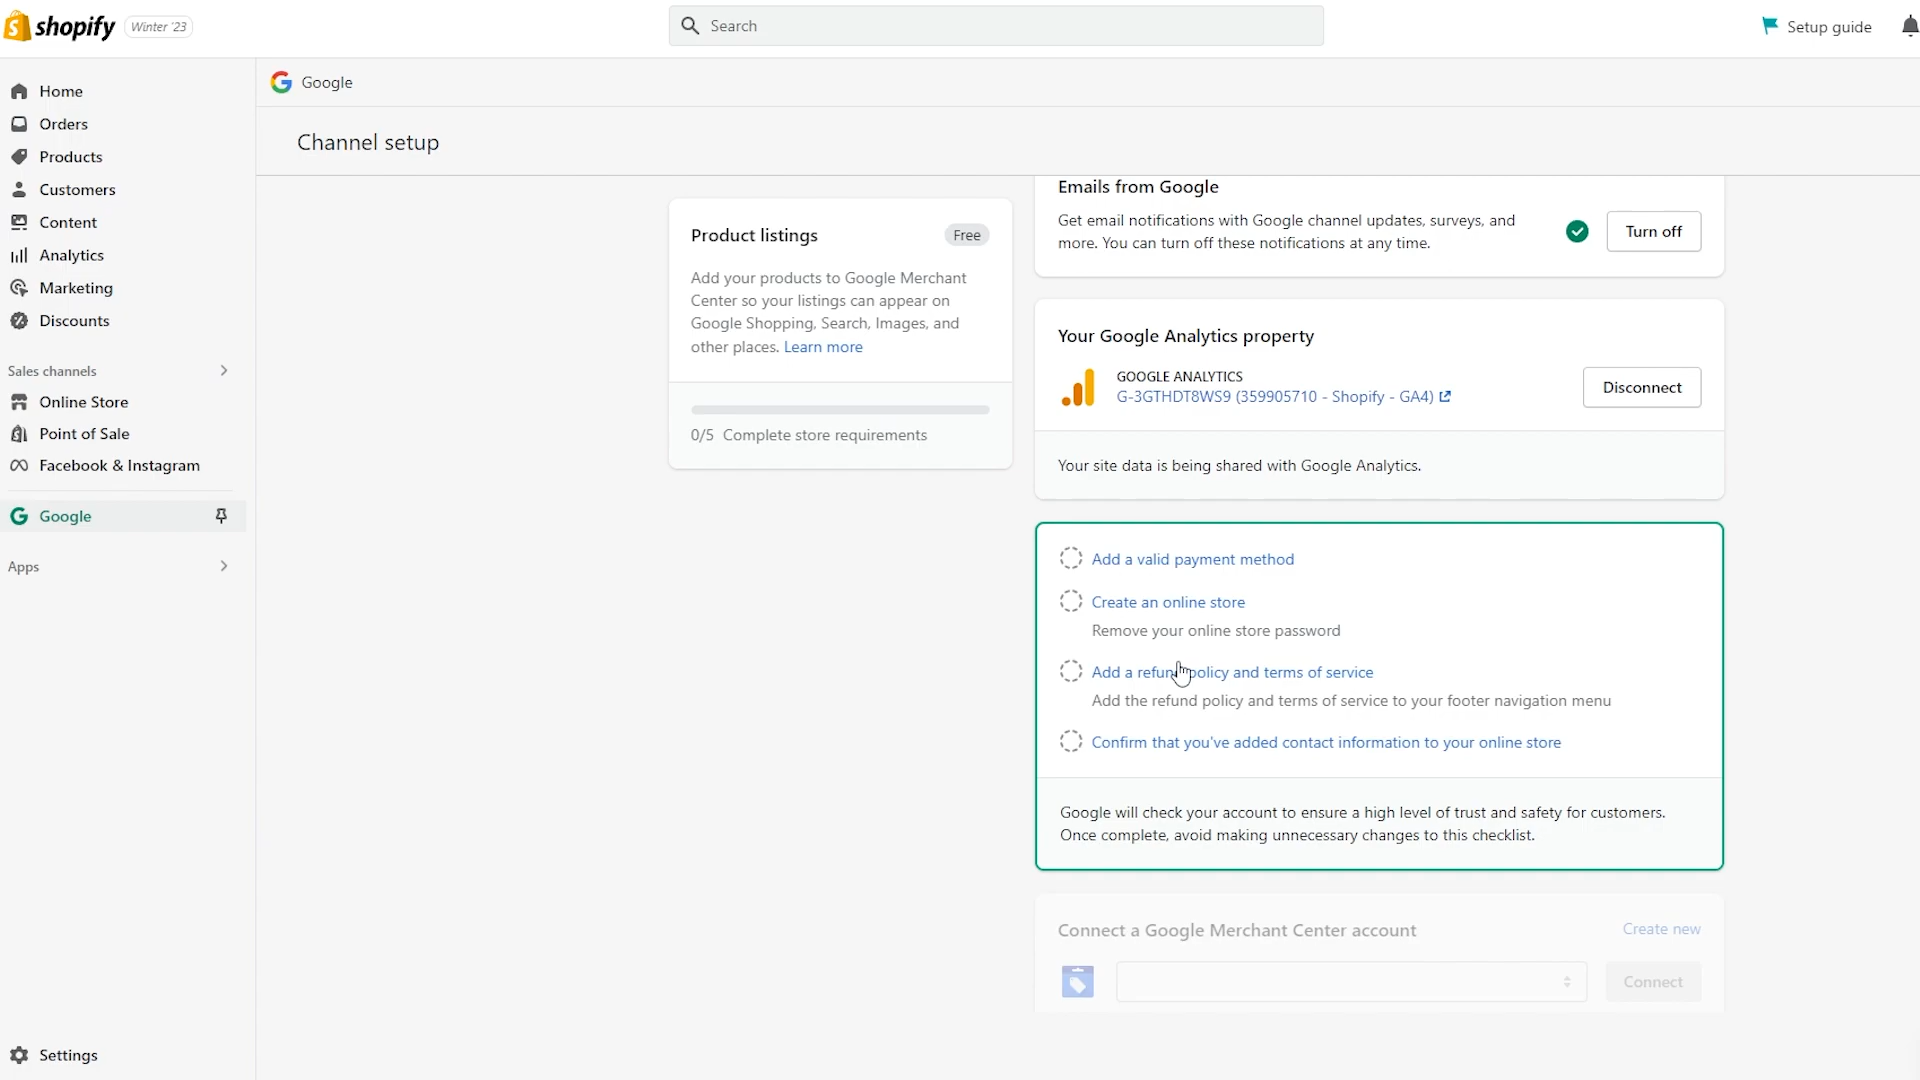 shopify
Winter '23
Search
Setup guide
Home
Orders
Products
Customers
Content
Analytics
Marketing
Discounts
Sales channels
Online Store
Point of Sale
Facebook & Instagram
Google
Apps
Settings
Google
Channel setup
Product listings
Free
Add your products to Google Merchant
Center so your listings can appear on
Google Shopping, Search, Images, and
other places. Learn more
0/5 Complete store requirements
Emails from Google
Get email notifications with Google channel updates, surveys, and
more. You can turn off these notifications at any time.
Turn off
Your Google Analytics property
GOOGLE ANALYTICS
G-3GTHDT8WS9 (359905710 - Shopify - GA4)
Disconnect
Your site data is being shared with Google Analytics.
Add a valid payment method
Create an online store
Remove your online store password
Add a refund policy and terms of service
Add the refund policy and terms of service to your footer navigation menu
Confirm that you've added contact information to your online store
Google will check your account to ensure a high level of trust and safety for customers.
Once complete, avoid making unnecessary changes to this checklist.
Connect a Google Merchant Center account
Create new
Connect